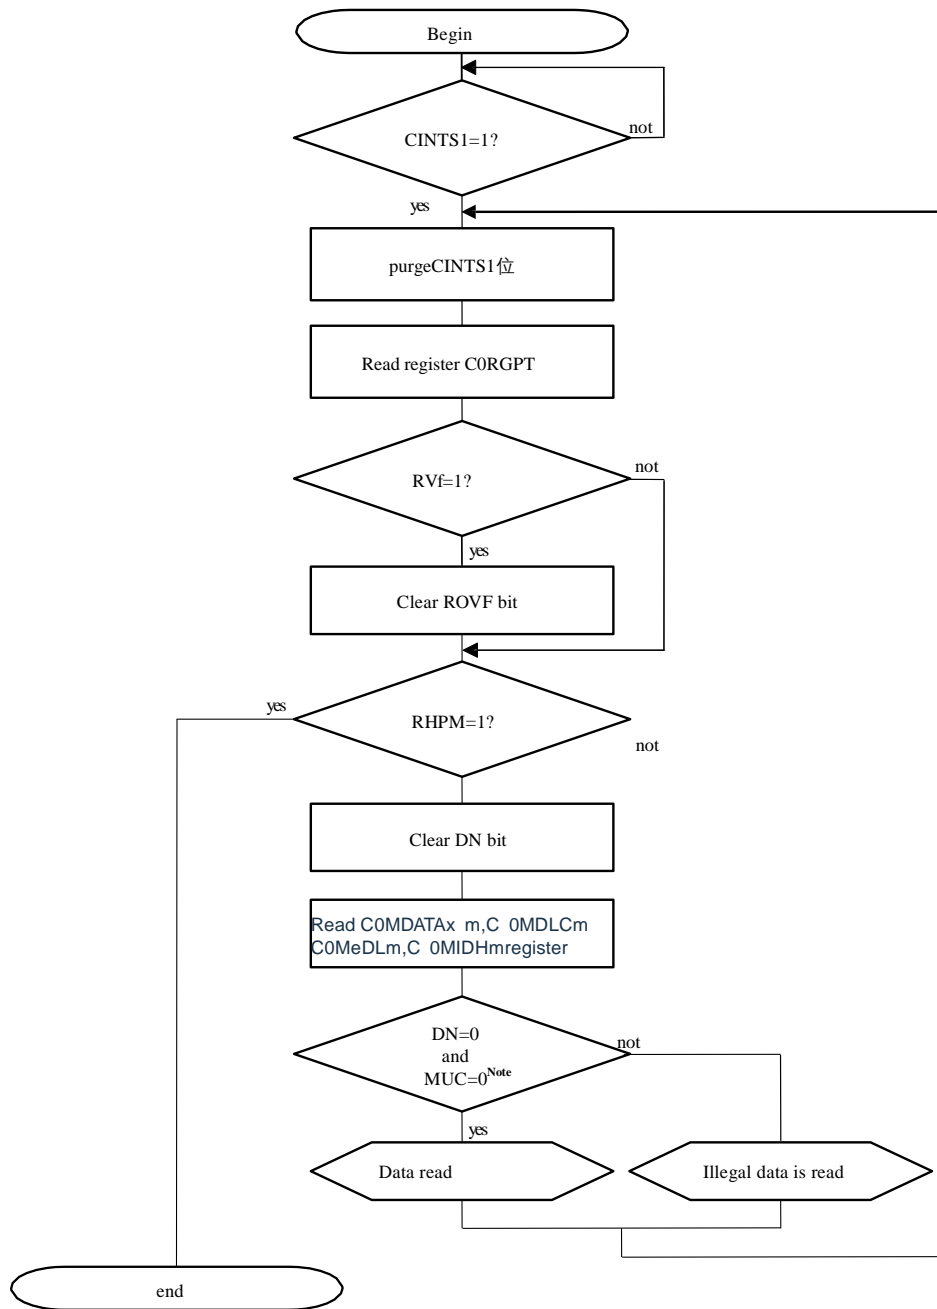 Begin
CINTS1=1?
not
yes
purgeCINTS1位
Read register C0RGPT
RVf=1?
not
yes
Clear ROVF bit
RHPM=1?
yes
not
Clear DN bit
Read C0MDATAx m,C 0MDLCm
C0MeDLm,C 0MIDHmregister
DN=0
and
MUC=0Note
not
yes
Data read
Illegal data is read
end